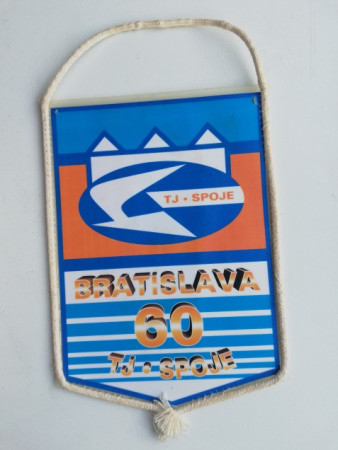 TJ • SPOJE
BRATISLAVA
60
TJ • SPOJE